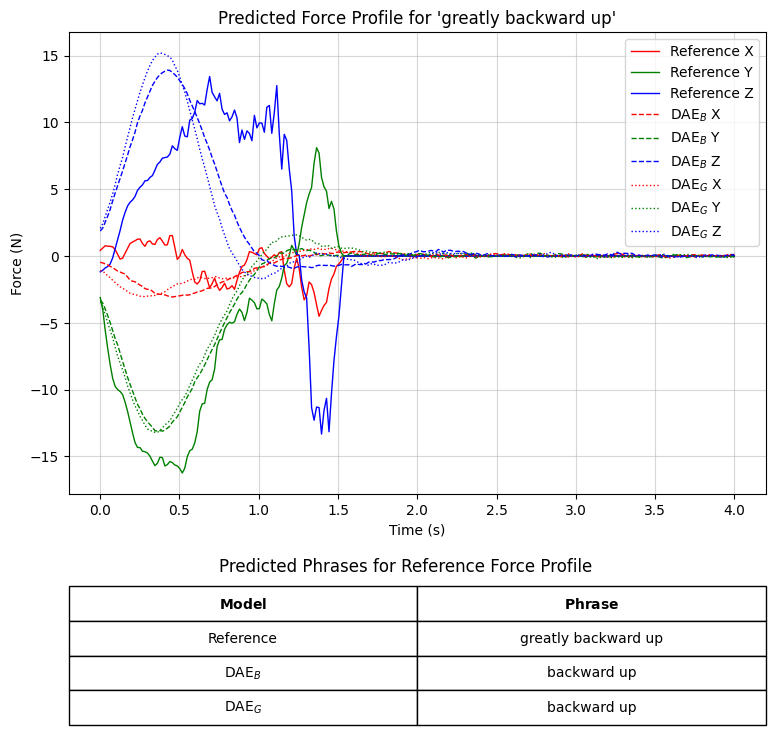 Predicted Force Profile for 'greatly backward up'
Force (N)
15
10
5
0
−5
−10
−15
Reference X
Reference Y
Reference Z
DAE_B X
DAE_B Y
DAE_B Z
DAE_G X
DAE_G Y
DAE_G Z
0.0 0.5 1.0 1.5 2.0 2.5 3.0 3.5 4.0
Time (s)
Predicted Phrases for Reference Force Profile
Model Phrase
Reference greatly backward up
DAE_B backward up
DAE_G backward up